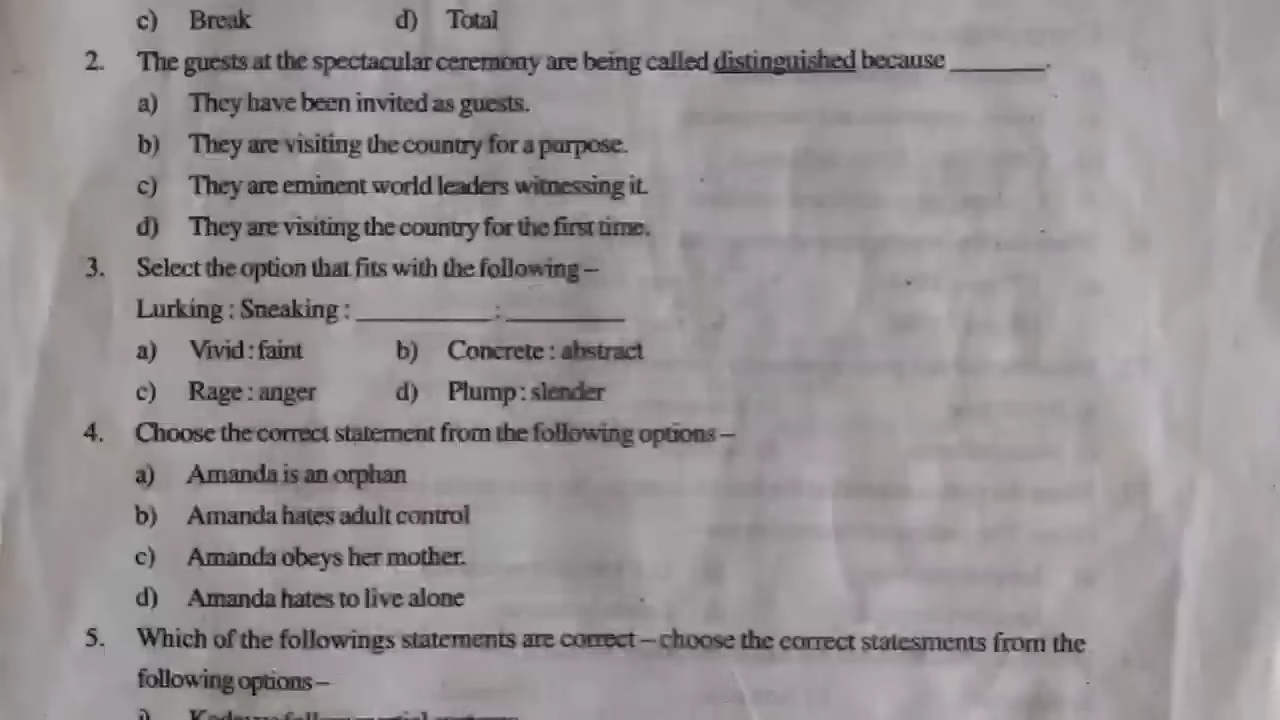 c) Break d) Total
2. The guests at the spectacular ceremony are being called distinguished because ________.
a) They have been invited as guests.
b) They are visiting the country for a purpose.
c) They are eminent world leaders witnessing it.
d) They are visiting the country for the first time.
3. Select the option that fits with the following –
Lurking : Sneaking : __________ : __________
a) Vivid : faint b) Concrete : abstract
c) Rage : anger d) Plump : slender
4. Choose the correct statement from the following options –
a) Amanda is an orphan
b) Amanda hates adult control
c) Amanda obeys her mother.
d) Amanda hates to live alone
5. Which of the followings statements are correct – choose the correct statesments from the
following options –
i)